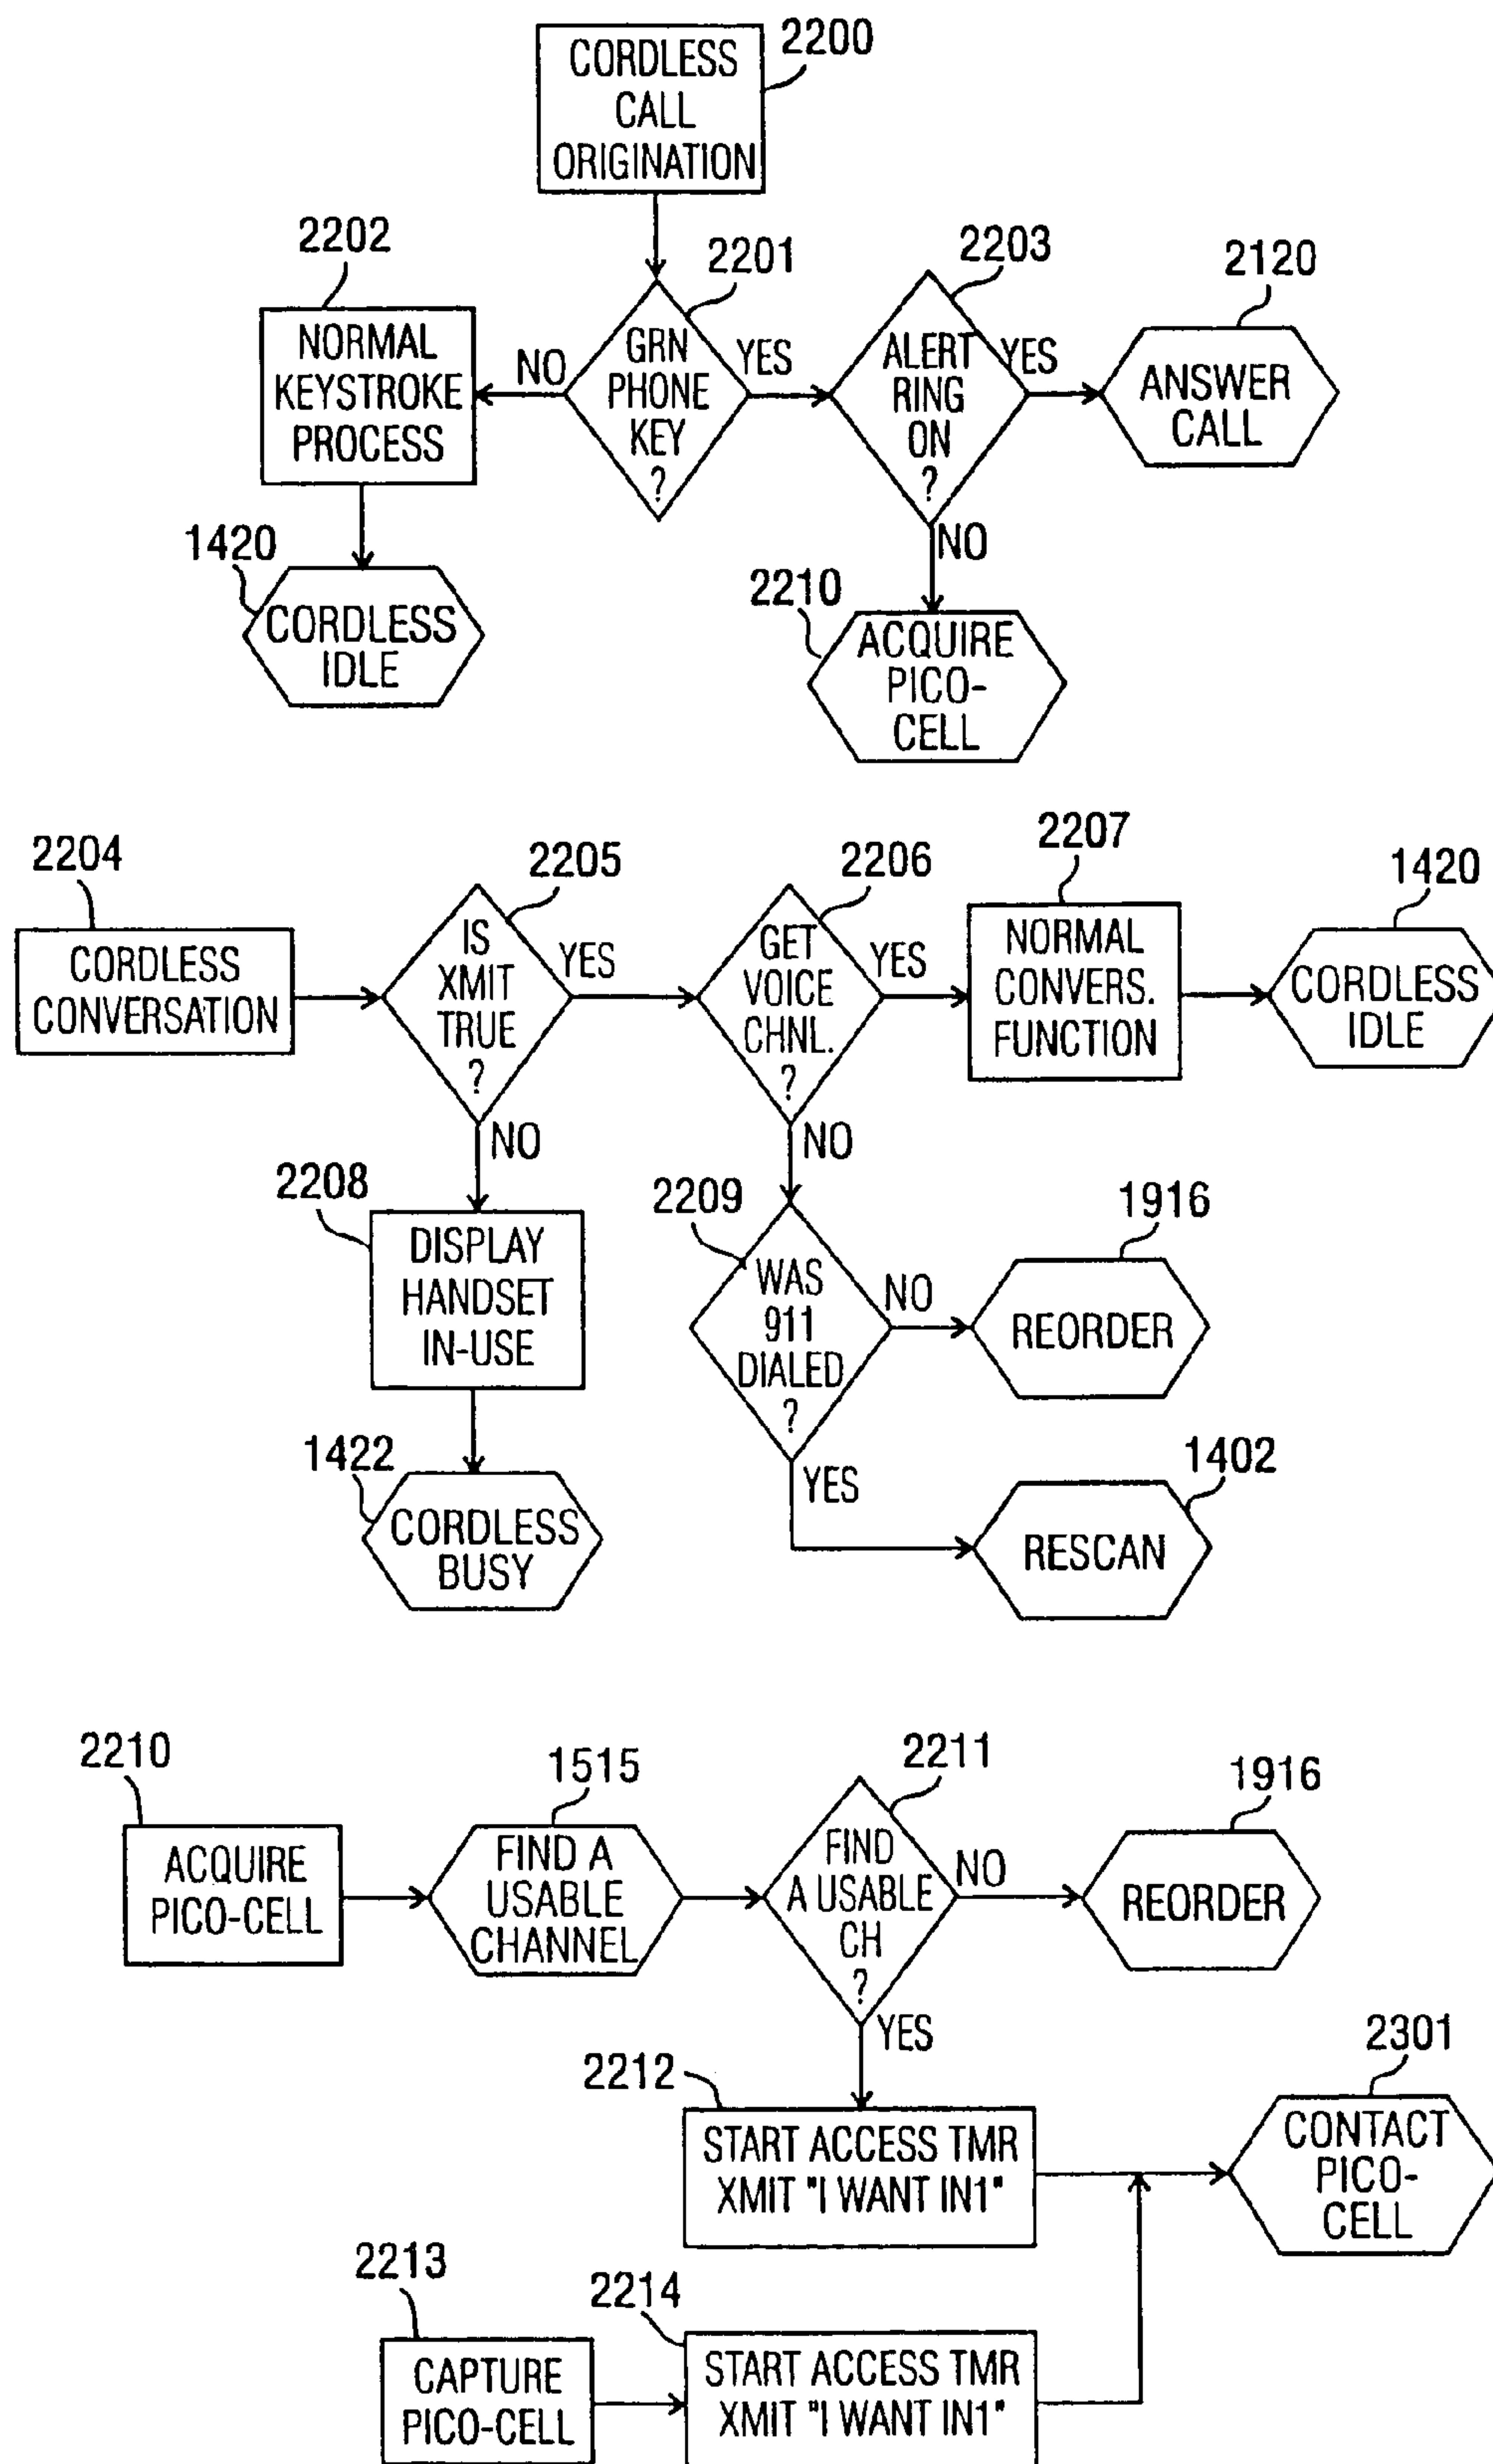 2200
CORDLESS
CALL
ORIGINATION
2202
2201
2203
2120
NORMAL
KEYSTROKE
PROCESS
NO
GRN
PHONE
KEY
?
YES
ALERT
RING
ON
?
YES
ANSWER
CALL
NO
1420
CORDLESS
IDLE
2210
ACQUIRE
PICO-
CELL
2204
2205
2206
2207
1420
CORDLESS
CONVERSATION
IS
XMIT
TRUE
?
YES
GET
VOICE
CHNL.
?
YES
NORMAL
CONVERS.
FUNCTION
CORDLESS
IDLE
NO
NO
2208
DISPLAY
HANDSET
IN-USE
2209
WAS
911
DIALED
?
NO
1916
REORDER
YES
1422
CORDLESS
BUSY
1402
RESCAN
2210
1515
2211
1916
ACQUIRE
PICO-CELL
FIND A
USABLE
CHANNEL
FIND
A USABLE
CH
?
NO
REORDER
YES
2212
START ACCESS TMR
XMIT "I WANT IN1"
2301
CONTACT
PICO-
CELL
2213
CAPTURE
PICO-CELL
2214
START ACCESS TMR
XMIT "I WANT IN1"